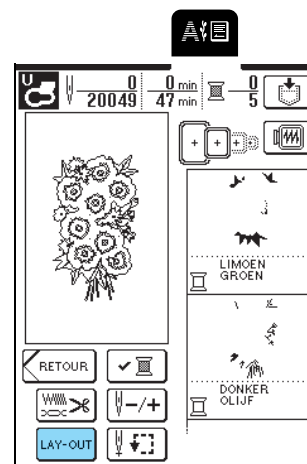 A
U
0 0 min 0
20049 47 min 5
LIMOEN
GROEN
RETOUR
-/+
DONKER
OLIJF
LAY-OUT